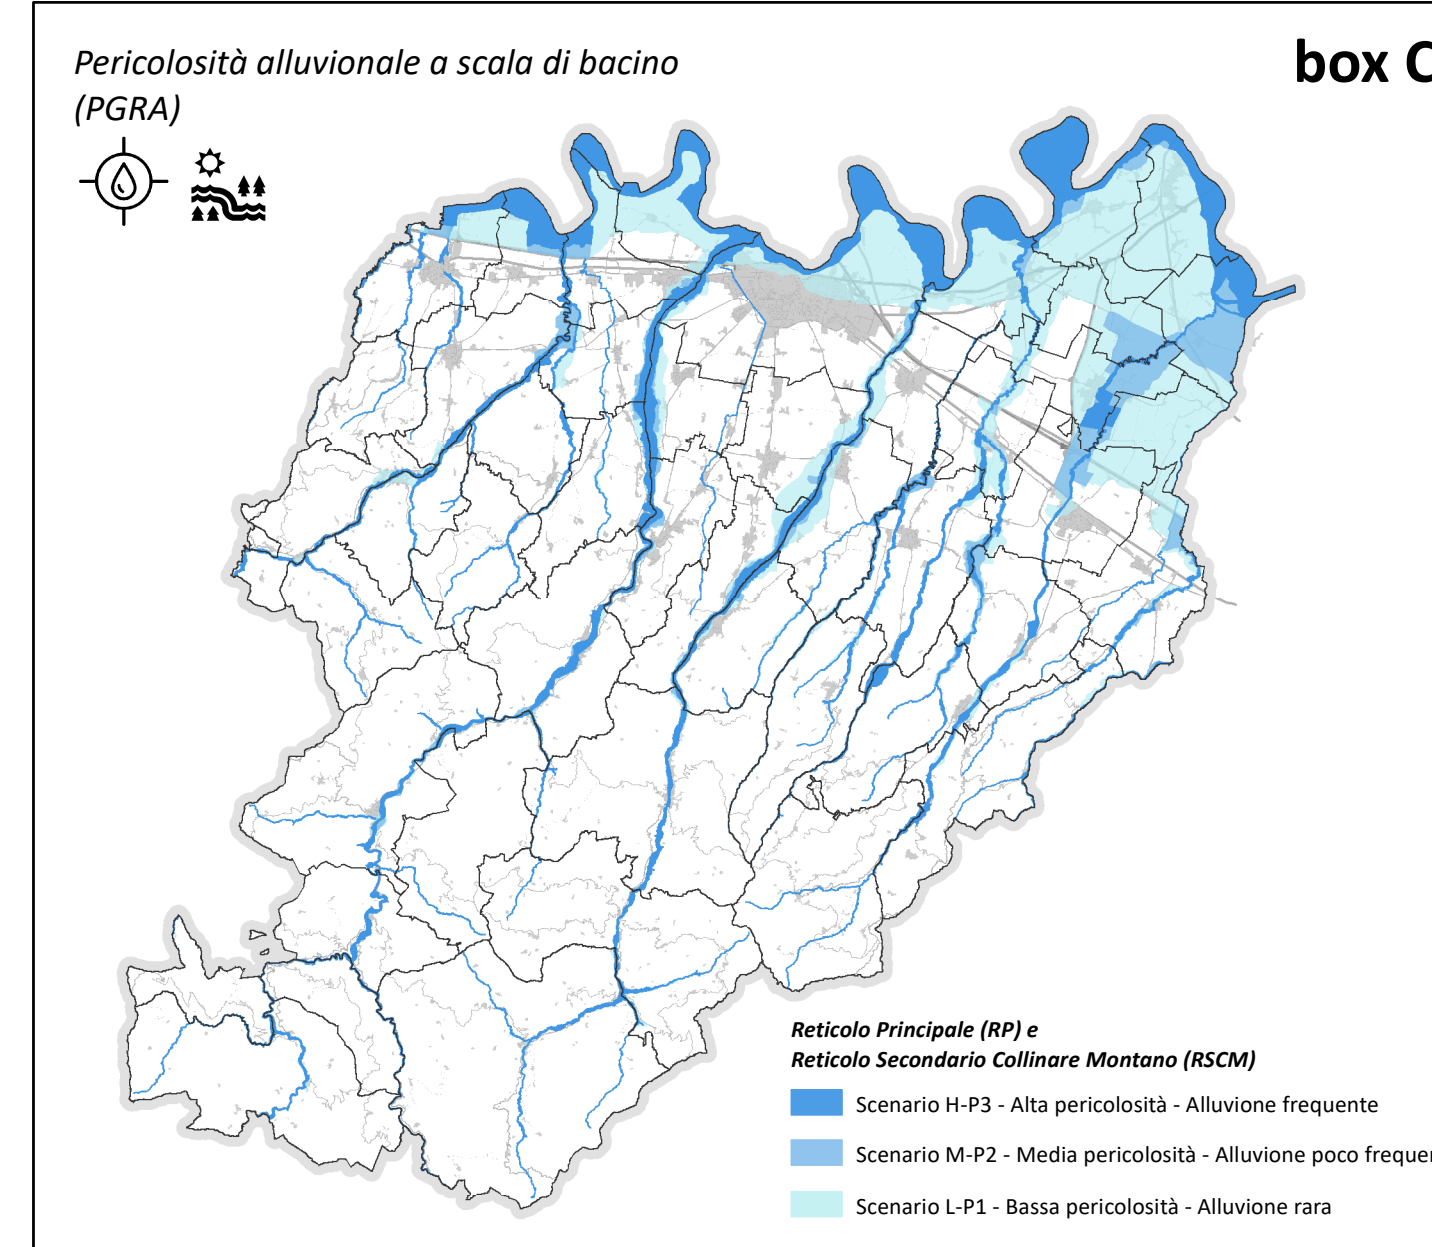 Pericolosità alluvionale a scala di bacino
(PGRA)
box C
Reticolo Principale (RP) e
Reticolo Secondario Collinare Montano (RSCM)
Scenario H-P3 - Alta pericolosità - Alluvione frequente
Scenario M-P2 - Media pericolosità - Alluvione poco
Scenario L-P1 - Bassa pericolosità - Alluvione rara